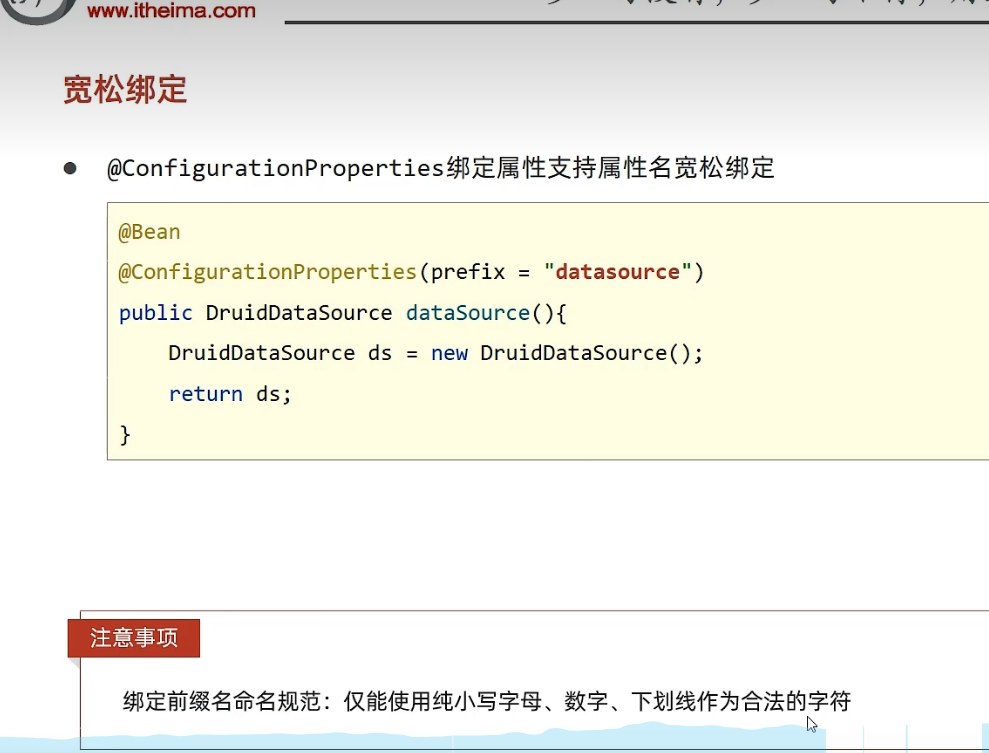 www.itheima.com
宽松绑定
● @ConfigurationProperties绑定属性支持属性名宽松绑定
@Bean
@ConfigurationProperties(prefix = "datasource")
public DruidDataSource dataSource(){
    DruidDataSource ds = new DruidDataSource();
    return ds;
}
注意事项
绑定前缀名命名规范：仅能使用纯小写字母、数字、下划线作为合法的字符